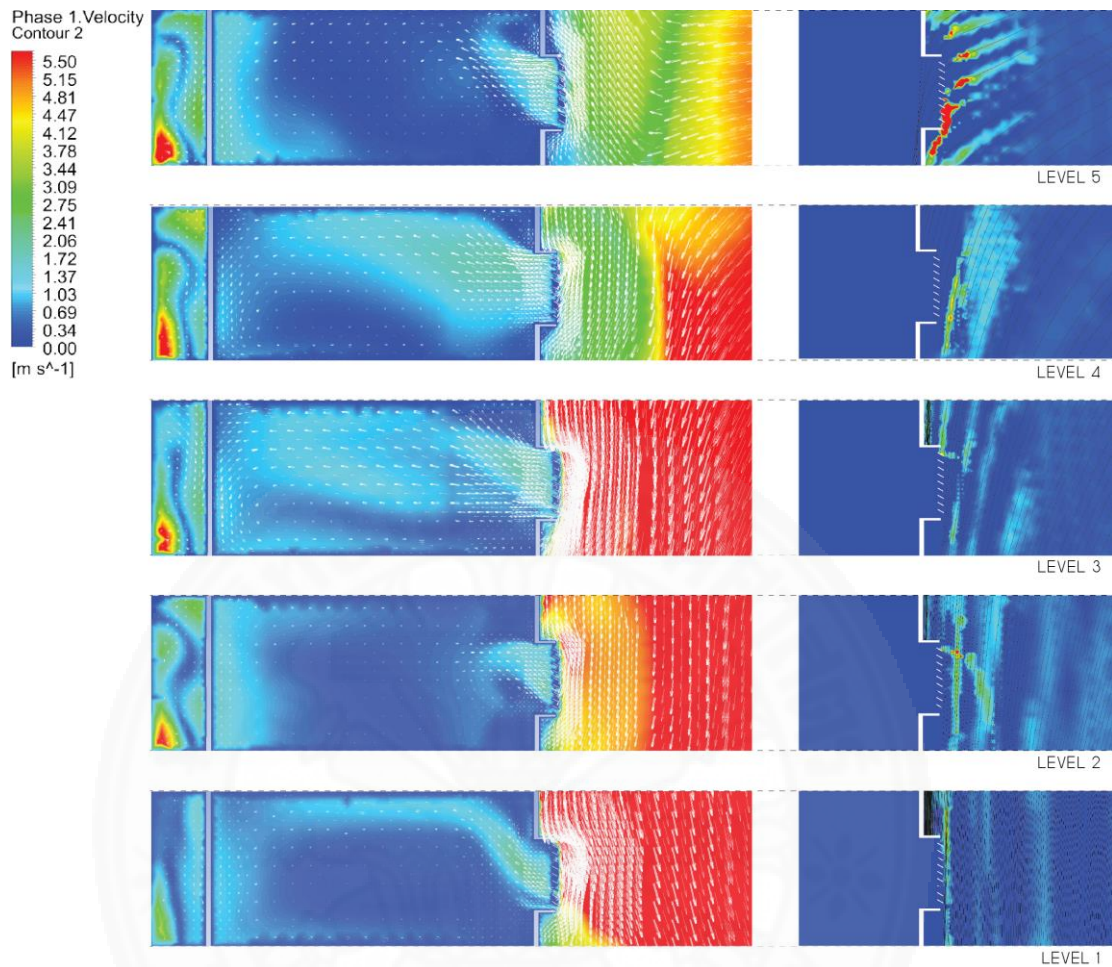 Phase 1.Velocity
Contour 2
5.50
5.15
4.81
4.47
4.12
3.78
3.44
3.09
2.75
2.41
2.06
1.72
1.37
1.03
0.69
0.34
0.00
[m s^-1]
LEVEL 5
LEVEL 4
LEVEL 3
LEVEL 2
LEVEL 1